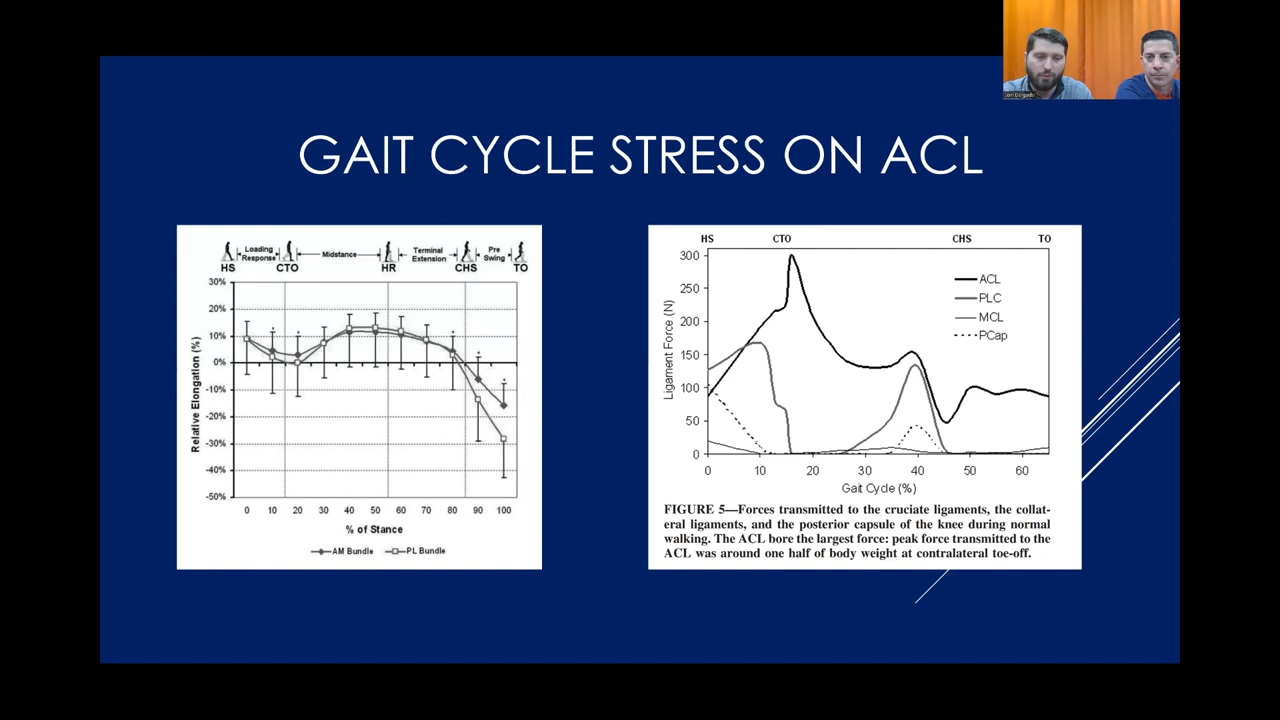 GAIT CYCLE STRESS ON ACL
Loading
Response
Midstance
Terminal
Extension
Pre
Swing
HS
CTO
HR
CHS
TO
30%
20%
10%
0%
-10%
-20%
-30%
-40%
-50%
Relative Elongation (%)
0 10 20 30 40 50 60 70 80 90 100
% of Stance
AM Bundle
PL Bundle
HS
CTO
CHS
TO
300
250
200
150
100
50
0
Ligament Force (N)
ACL
PLC
MCL
PCap
0 10 20 30 40 50 60
Gait Cycle (%)
FIGURE 5—Forces transmitted to the cruciate ligaments, the collat-
eral ligaments, and the posterior capsule of the knee during normal
walking. The ACL bore the largest force: peak force transmitted to the
ACL was around one half of body weight at contralateral toe-off.